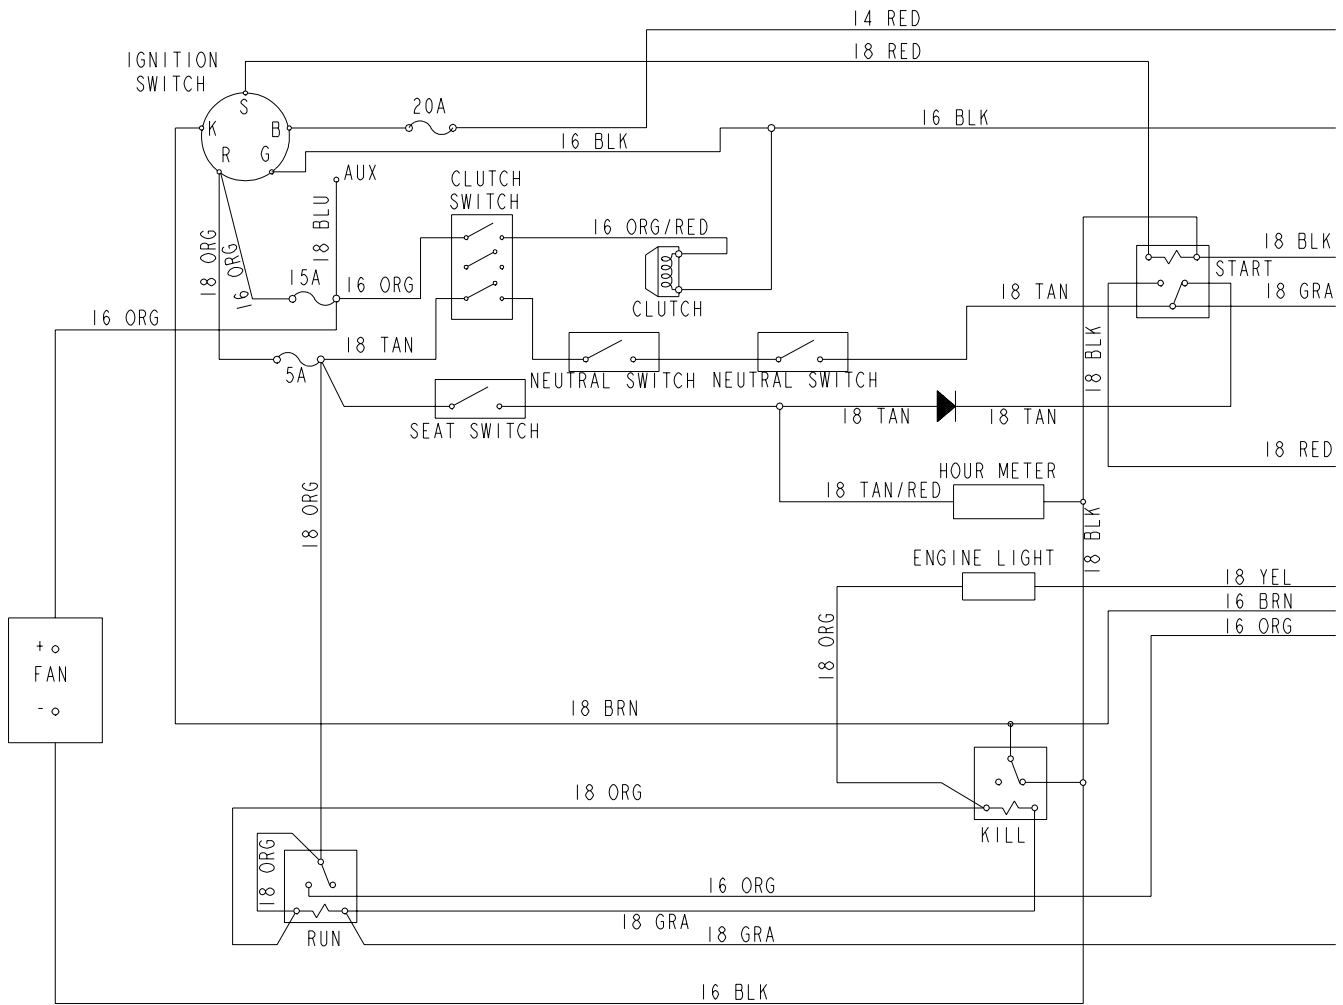 14 RED
18 RED
IGNITION
SWITCH
S
K
B
R
G
20A
16 BLK
16 BLK
AUX
CLUTCH
SWITCH
18 ORG
16 ORG
18 BLU
15A
16 ORG
16 ORG/RED
CLUTCH
18 BLK
START
18 TAN
18 GRA
16 ORG
18 TAN
5A
NEUTRAL SWITCH
NEUTRAL SWITCH
18 BLK
SEAT SWITCH
18 TAN
18 TAN
18 RED
HOUR METER
18 TAN/RED
18 ORG
18 BLK
ENGINE LIGHT
18 YEL
16 BRN
16 ORG
18 ORG
+
FAN
-
18 BRN
18 ORG
KILL
18 ORG
16 ORG
18 GRA
18 GRA
RUN
16 BLK